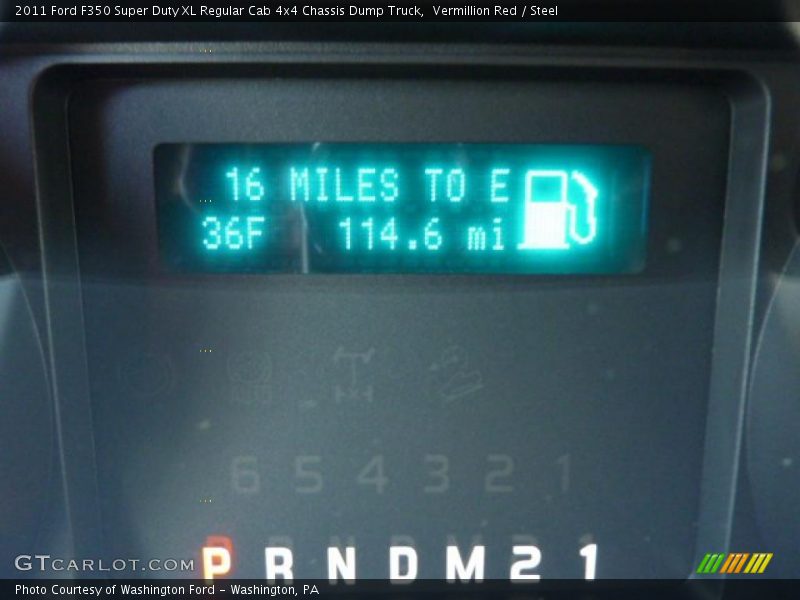 2011 Ford F350 Super Duty XL Regular Cab 4x4 Chassis Dump Truck, Vermillion Red / Steel
16 MILES TO E
36F 114.6 mi
6 5 4 3 2 1
P R N D M 2 1
GTCARLOT.COM
Photo Courtesy of Washington Ford - Washington, PA